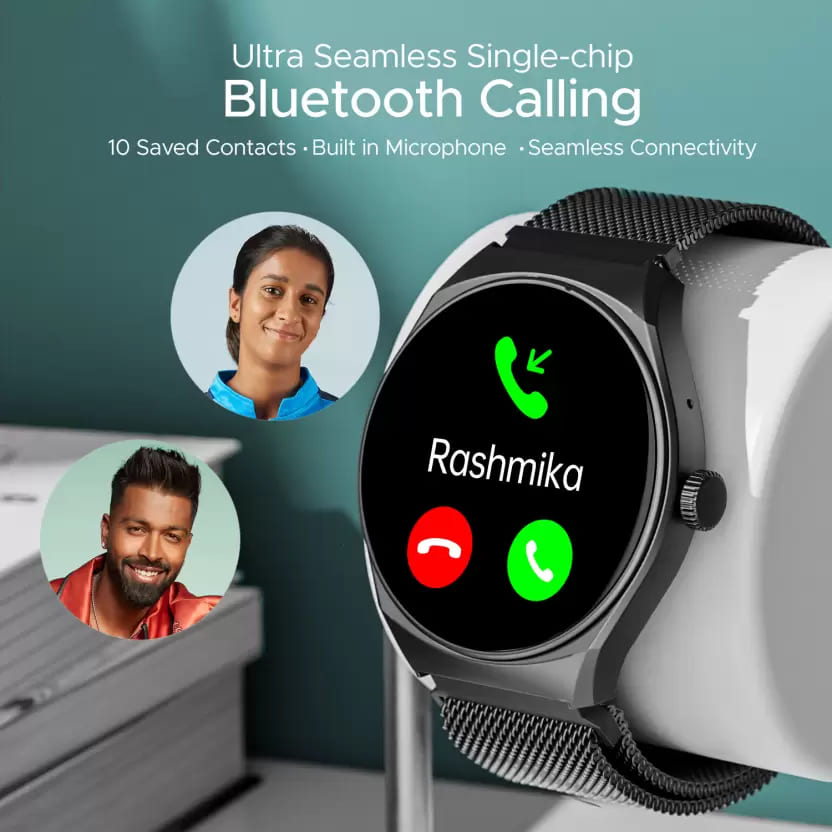 Ultra Seamless Single-chip
Bluetooth Calling
10 Saved Contacts • Built in Microphone • Seamless Connectivity
Rashmika